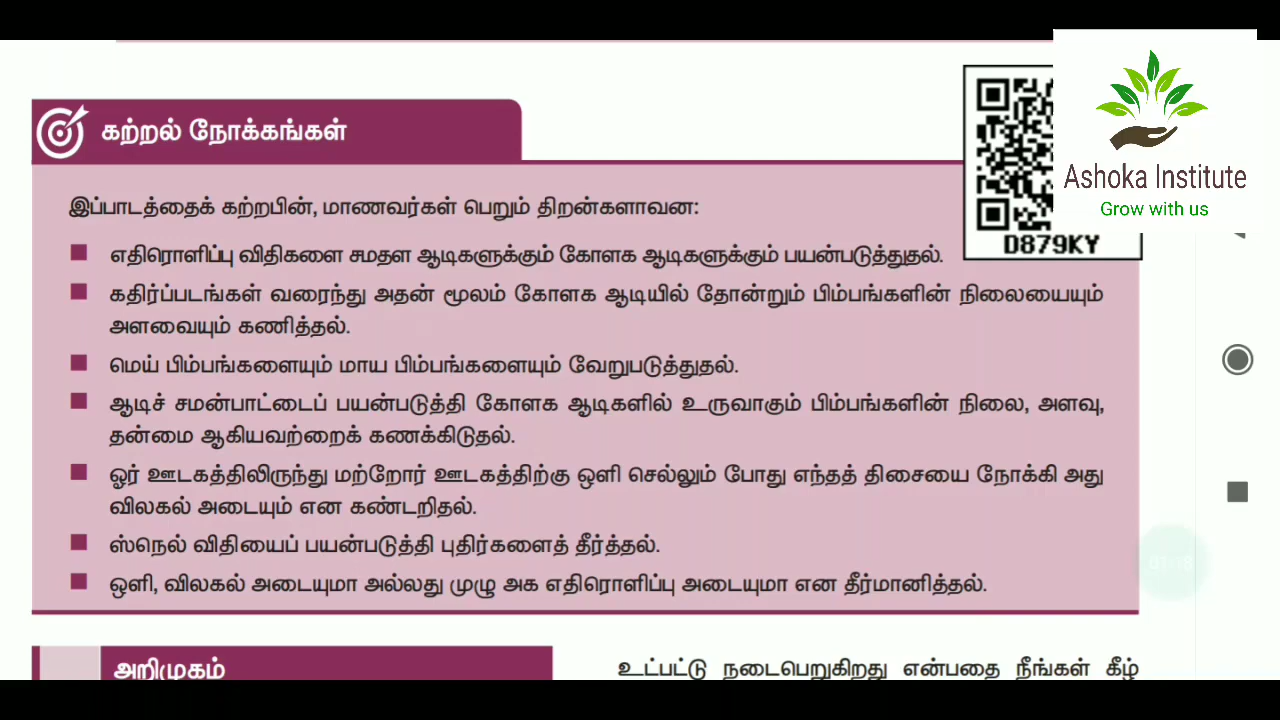 Ashoka Institute
Grow with us
கற்றல் நோக்கங்கள்
D879KY
இப்பாடத்தைக் கற்றபின், மாணவர்கள் பெறும் திறன்களாவன:
எதிரொளிப்பு விதிகளை சமதள ஆடிகளுக்கும் கோளக ஆடிகளுக்கும் பயன்படுத்துதல்.
கதிர்ப்படங்கள் வரைந்து அதன் மூலம் கோளக ஆடியில் தோன்றும் பிம்பங்களின் நிலையையும்
அளவையும் கணித்தல்.
மெய் பிம்பங்களையும் மாய பிம்பங்களையும் வேறுபடுத்துதல்.
ஆடிச் சமன்பாட்டைப் பயன்படுத்தி கோளக ஆடிகளில் உருவாகும் பிம்பங்களின் நிலை, அளவு,
தன்மை ஆகியவற்றைக் கணக்கிடுதல்.
ஓர் ஊடகத்திலிருந்து மற்றோர் ஊடகத்திற்கு ஒளி செல்லும் போது எந்தத் திசையை நோக்கி அது
விலகல் அடையும் என கண்டறிதல்.
ஸ்நெல் விதியைப் பயன்படுத்தி புதிர்களைத் தீர்த்தல்.
ஒளி, விலகல் அடையுமா அல்லது முழு அக எதிரொளிப்பு அடையுமா என தீர்மானித்தல்.
அறிமுகம்
உட்பட்டு நடைபெறுகிறது என்பதை நீங்கள் கீழ்